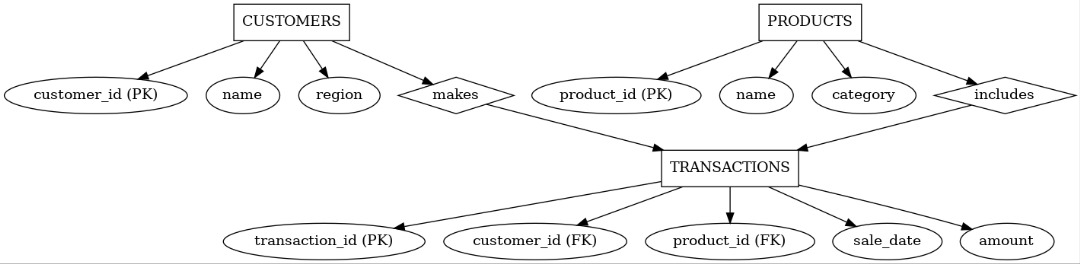 CUSTOMERS
PRODUCTS
customer_id (PK)
name
region
makes
product_id (PK)
name
category
includes
TRANSACTIONS
transaction_id (PK)
customer_id (FK)
product_id (FK)
sale_date
amount